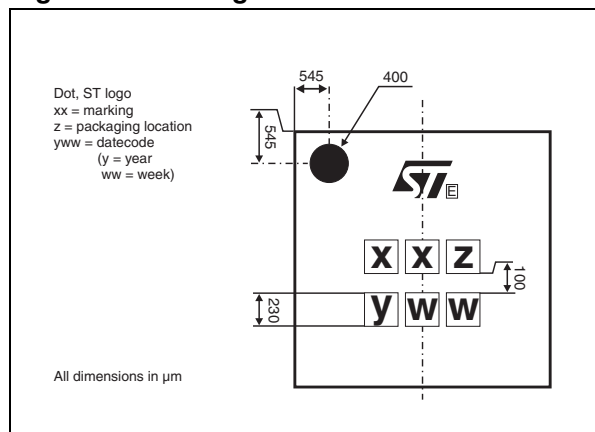 545
400
Dot, ST logo
xx = marking
z = packaging location
yww = datecode
(y = year
ww = week)
545
ST
E
x x z
100
y w w
230
All dimensions in µm